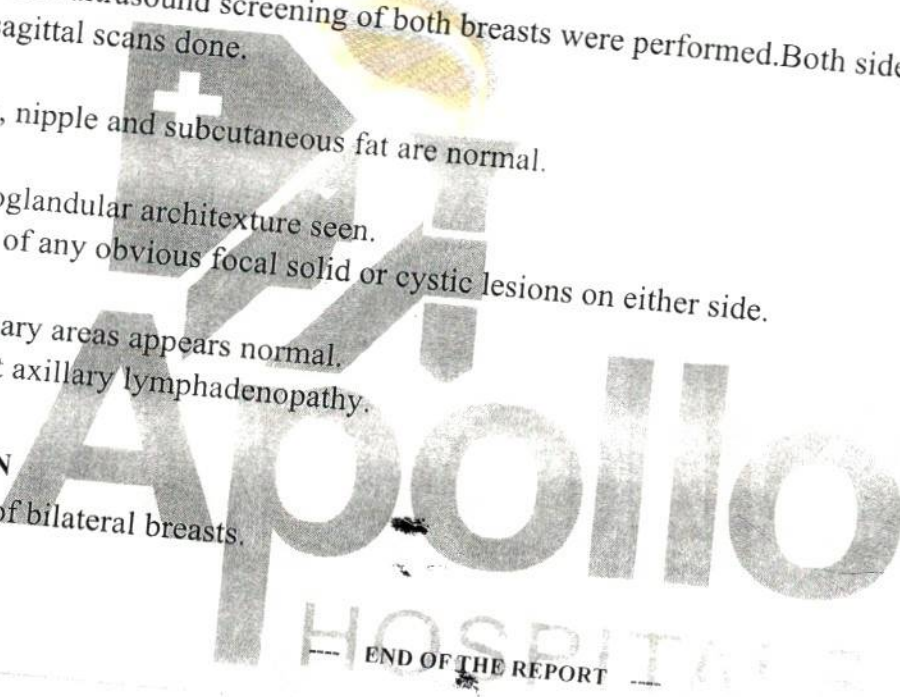 screening of both breasts were performed.Both side
sagittal scans done.
, nipple and subcutaneous fat are normal.
oglandular architexture seen.
of any obvious focal solid or cystic lesions on either side.
ary areas appears normal.
axillary lymphadenopathy.
N
of bilateral breasts.
Apollo
HOSPITALS
---- END OF THE REPORT ----